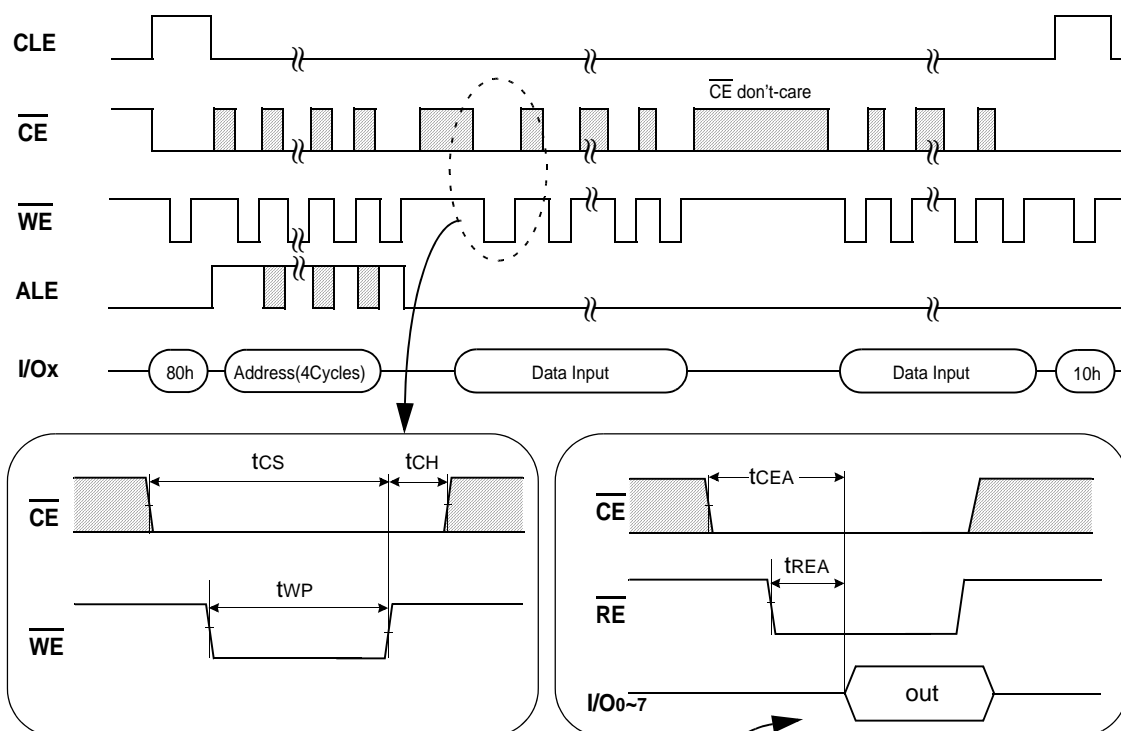 CLE
CE don't-care
CE
WE
ALE
I/Ox
80h
Address(4Cycles)
Data Input
Data Input
10h
tCS
tCH
CE
tWP
WE
tCEA
CE
tREA
RE
I/O0~7
out